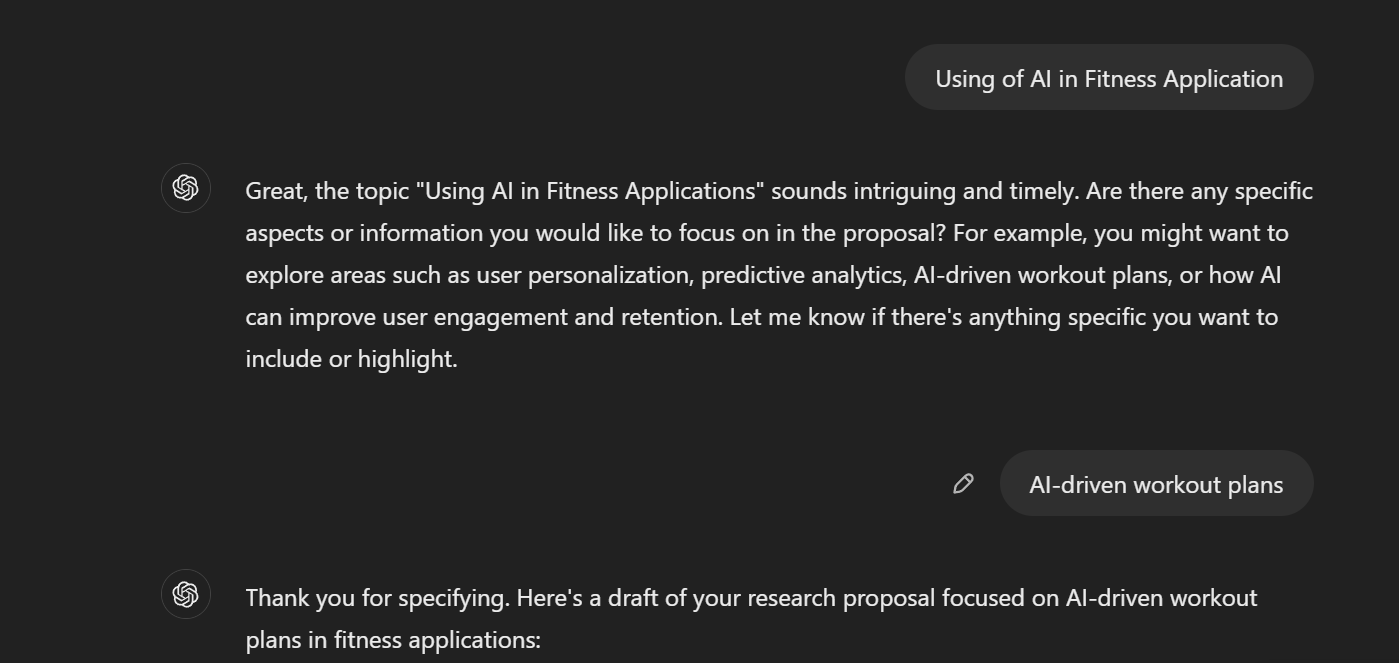 Using of AI in Fitness Application
Great, the topic "Using AI in Fitness Applications" sounds intriguing and timely. Are there any specific
aspects or information you would like to focus on in the proposal? For example, you might want to
explore areas such as user personalization, predictive analytics, AI-driven workout plans, or how AI
can improve user engagement and retention. Let me know if there's anything specific you want to
include or highlight.
AI-driven workout plans
Thank you for specifying. Here's a draft of your research proposal focused on AI-driven workout
plans in fitness applications: